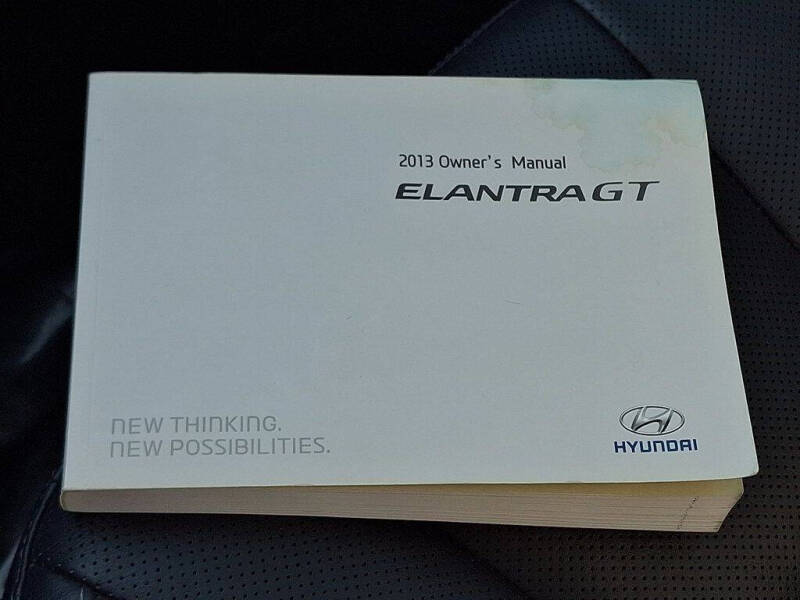 2013 Owner's Manual
ELANTRA GT
NEW THINKING.
NEW POSSIBILITIES.
HYUNDAI